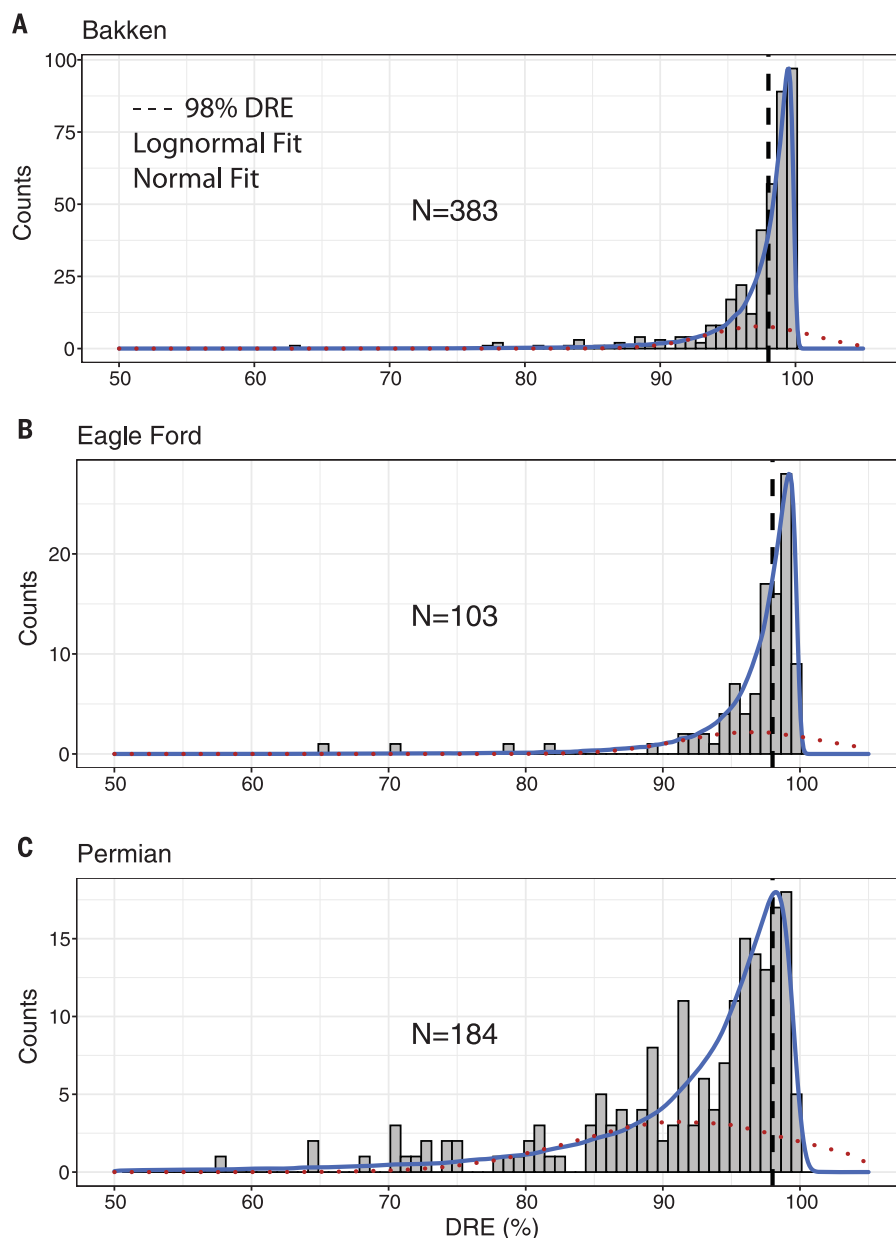 A
Bakken
100
75
50
25
0
Counts
--- 98% DRE
Lognormal Fit
Normal Fit
N=383
50 60 70 80 90 100
B
Eagle Ford
20
10
0
Counts
N=103
50 60 70 80 90 100
C
Permian
15
10
5
0
Counts
N=184
50 60 70 80 90 100
DRE (%)